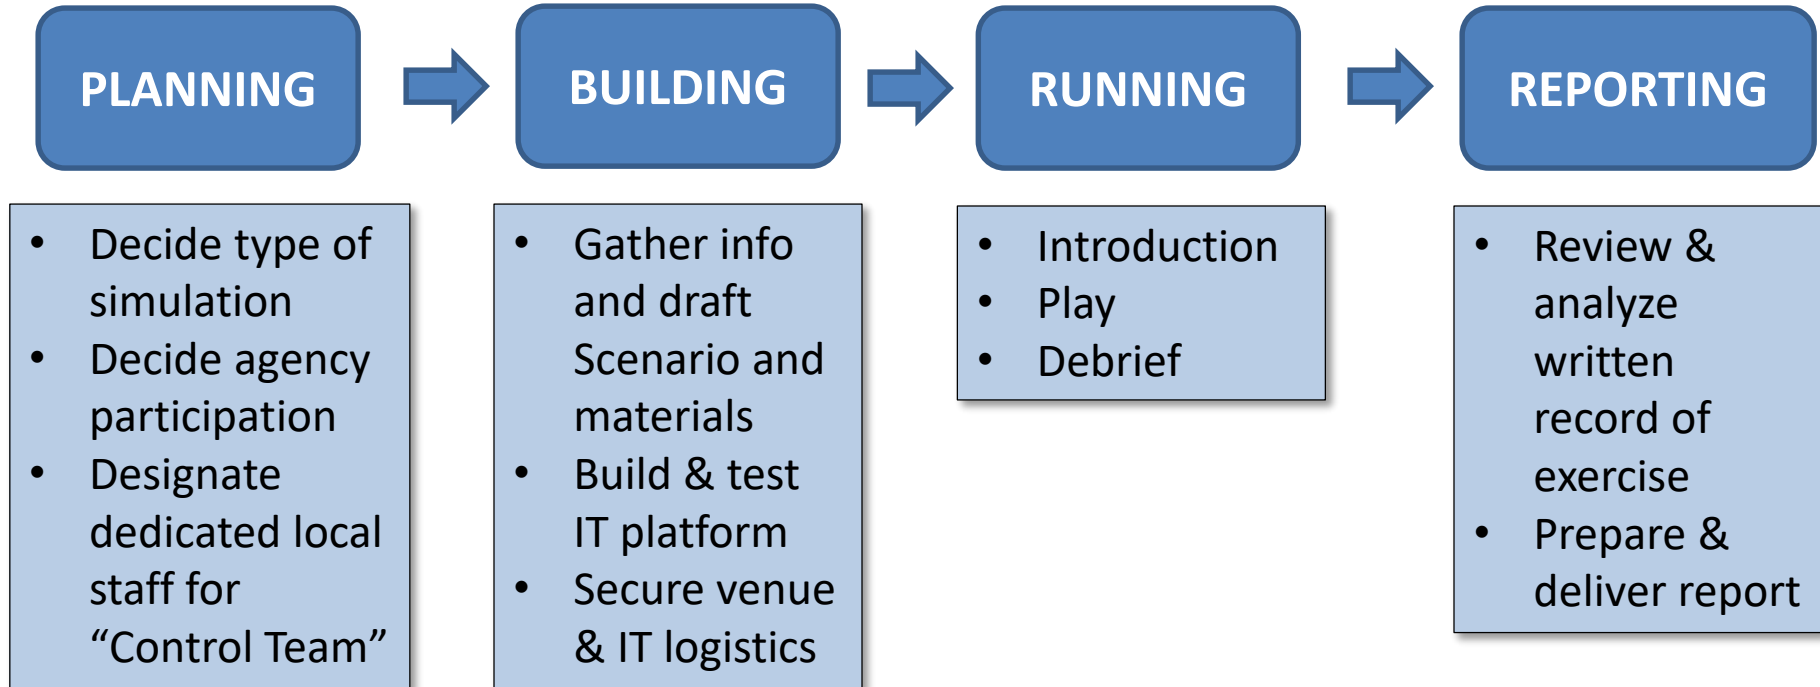 PLANNING
BUILDING
RUNNING
REPORTING
• Decide type of
simulation
• Decide agency
participation
• Designate
dedicated local
staff for
“Control Team”
• Gather info
and draft
Scenario and
materials
• Build & test
IT platform
• Secure venue
& IT logistics
• Introduction
• Play
• Debrief
• Review &
analyze
written
record of
exercise
• Prepare &
deliver report